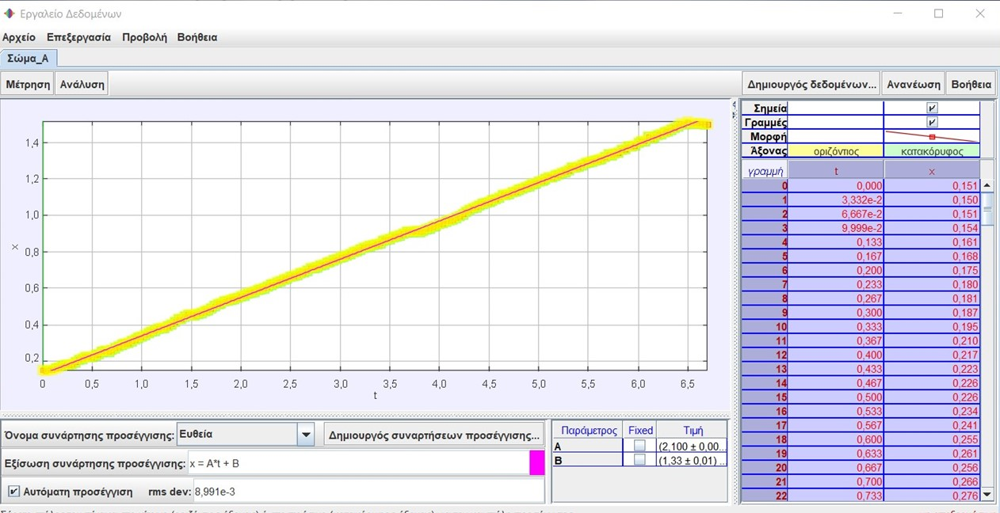 Εργαλείο Δεδομένων
Αρχείο Επεξεργασία Προβολή Βοήθεια
Σώμα_A
Μέτρηση Ανάλυση Δημιουργός δεδομένων... Ανανέωση Βοήθεια
Σημεία
Γραμμές
Μορφή
Άξονας οριζόντιος κατακόρυφος
γραμμή t x
0 0,000 0,151
1 3,332e-2 0,150
2 6,667e-2 0,151
3 9,999e-2 0,154
4 0,133 0,161
5 0,167 0,168
6 0,200 0,175
7 0,233 0,180
8 0,267 0,181
9 0,300 0,187
10 0,333 0,195
11 0,367 0,210
12 0,400 0,217
13 0,433 0,223
14 0,467 0,226
15 0,500 0,226
16 0,533 0,234
17 0,567 0,241
18 0,600 0,255
19 0,633 0,261
20 0,667 0,256
21 0,700 0,266
22 0,733 0,276
1,4
1,2
1,0
0,8
0,6
0,4
0,2
x
0 0,5 1,0 1,5 2,0 2,5 3,0 3,5 4,0 4,5 5,0 5,5 6,0 6,5
t
Όνομα συνάρτησης προσέγγισης: Ευθεία Δημιουργός συναρτήσεων προσέγγισης...
Εξίσωση συνάρτησης προσέγγισης: x = A*t + B
Αυτόματη προσέγγιση rms dev: 8,991e-3
Παράμετρος Fixed Τιμή
A (2,100 ± 0,00...
B (1,33 ± 0,01) ...